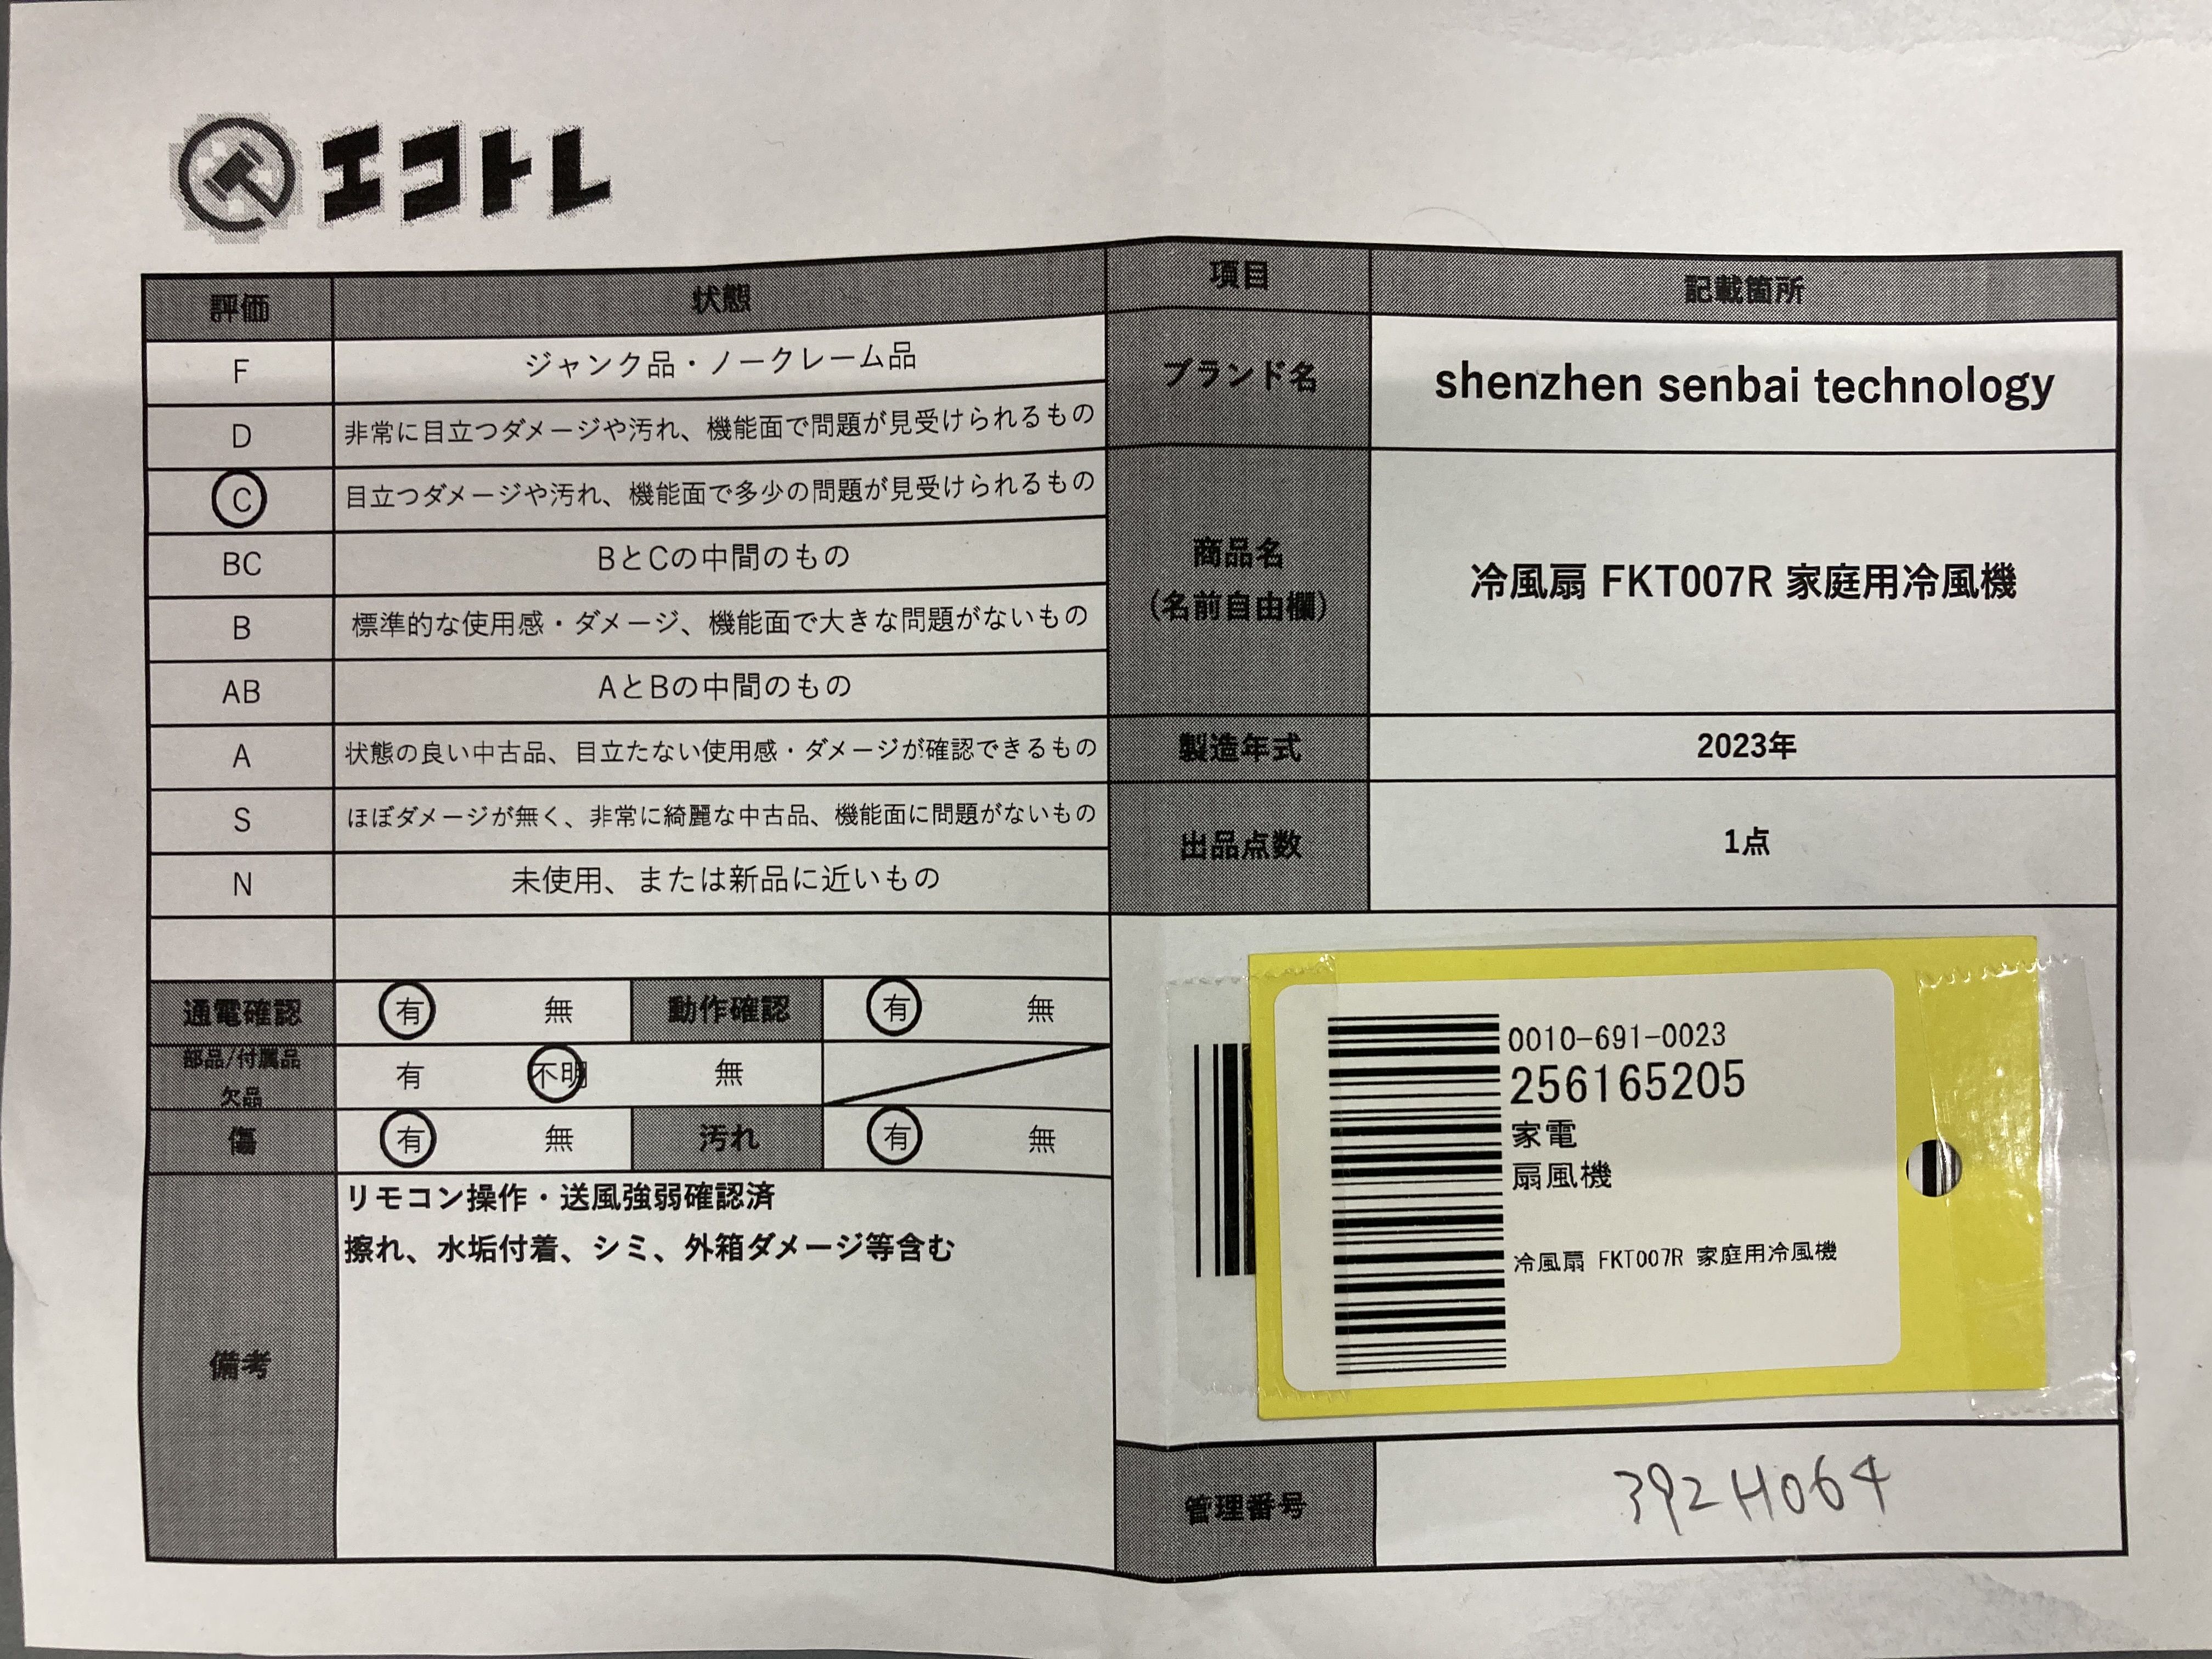 エコトレ
評価 状態
F ジャンク品・ノークレーム品
D 非常に目立つダメージや汚れ、機能面で問題が見受けられるもの
C 目立つダメージや汚れ、機能面で多少の問題が見受けられるもの
BC BとCの中間のもの
B 標準的な使用感・ダメージ、機能面で大きな問題がないもの
AB AとBの中間のもの
A 状態の良い中古品、目立たない使用感・ダメージが確認できるもの
S ほぼダメージが無く、非常に綺麗な中古品、機能面に問題がないもの
N 未使用、または新品に近いもの
通電確認 有 無 動作確認 有 無
部品/付属品
欠品
有 不明 無
傷 有 無 汚れ 有 無
備考
リモコン操作・送風強弱確認済
擦れ、水垢付着、シミ、外箱ダメージ等含む
項目 記載箇所
ブランド名 shenzhen senbai technology
商品名
(名前自由欄)
冷風扇 FKT007R 家庭用冷風機
製造年式 2023年
出品点数 1点
0010-691-0023
256165205
家電
扇風機
冷風扇 FKT007R 家庭用冷風機
管理番号 392H064